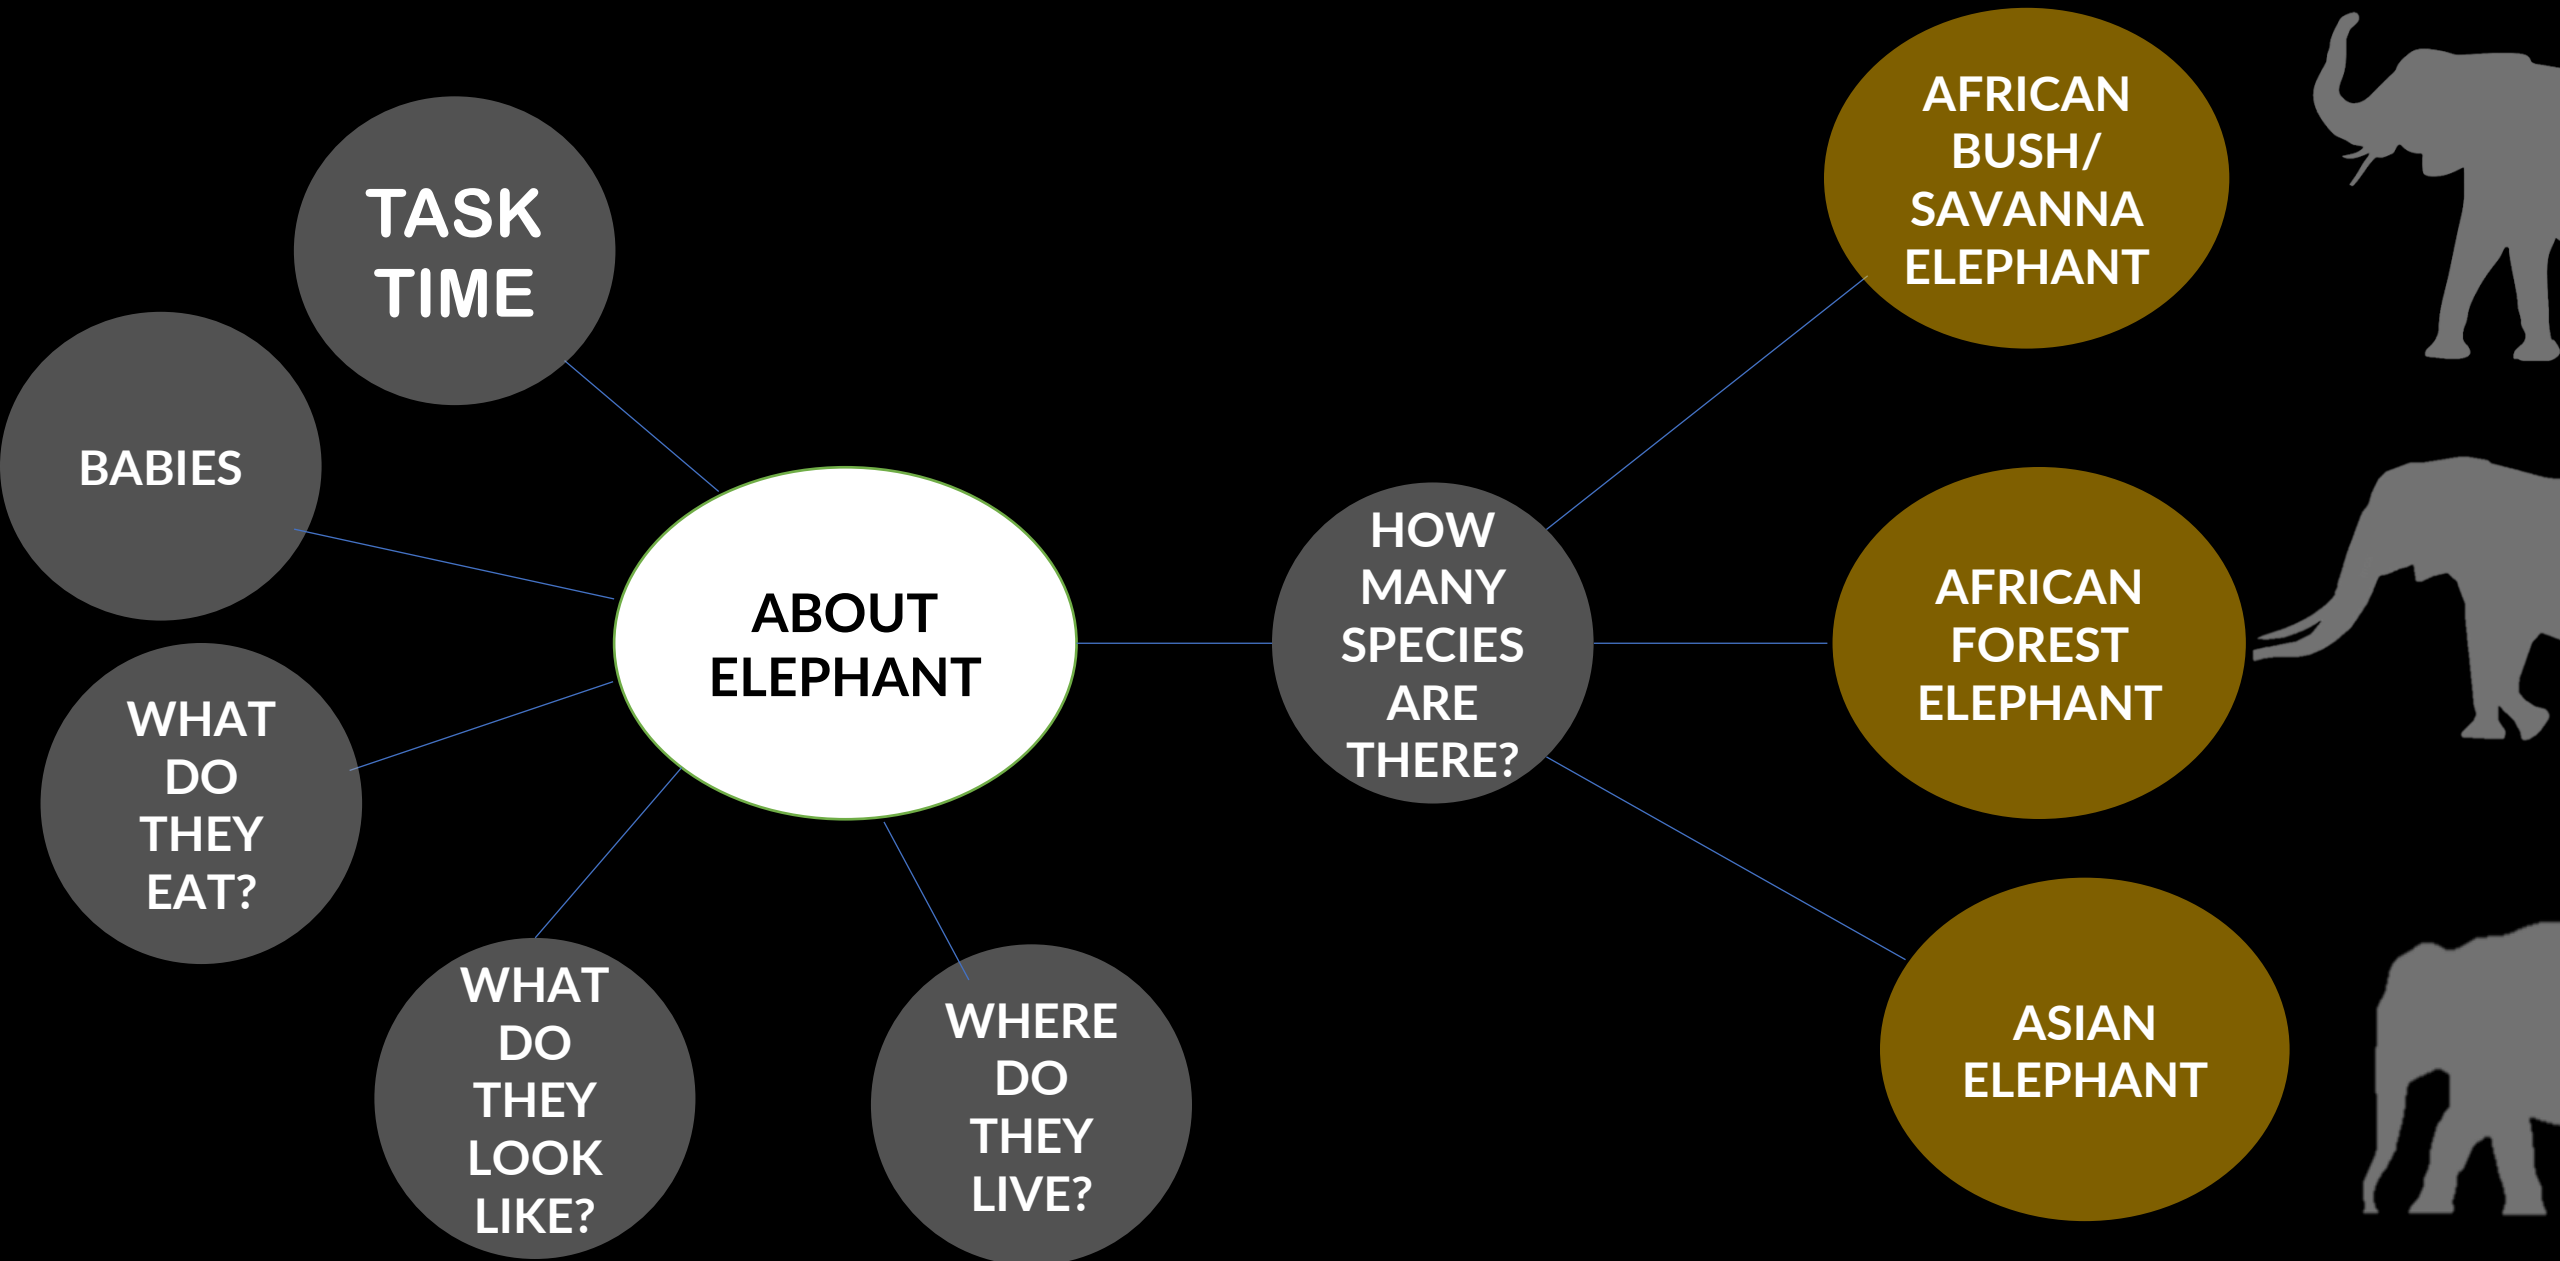 TASK
TIME
BABIES
WHAT
DO
THEY
EAT?
WHAT
DO
THEY
LOOK
LIKE?
WHERE
DO
THEY
LIVE?
ABOUT
ELEPHANT
HOW
MANY
SPECIES
ARE
THERE?
AFRICAN
BUSH/
SAVANNA
ELEPHANT
AFRICAN
FOREST
ELEPHANT
ASIAN
ELEPHANT